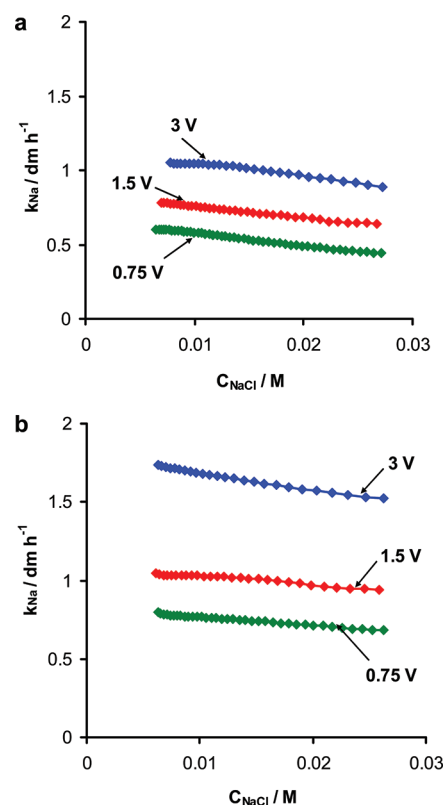 a
2
1.5
1
0.5
0
kNa / dm h-1
3 V
1.5 V
0.75 V
0
0.01
0.02
0.03
CNaCl / M
b
2
1.5
1
0.5
0
kNa / dm h-1
3 V
1.5 V
0.75 V
0
0.01
0.02
0.03
CNaCl / M